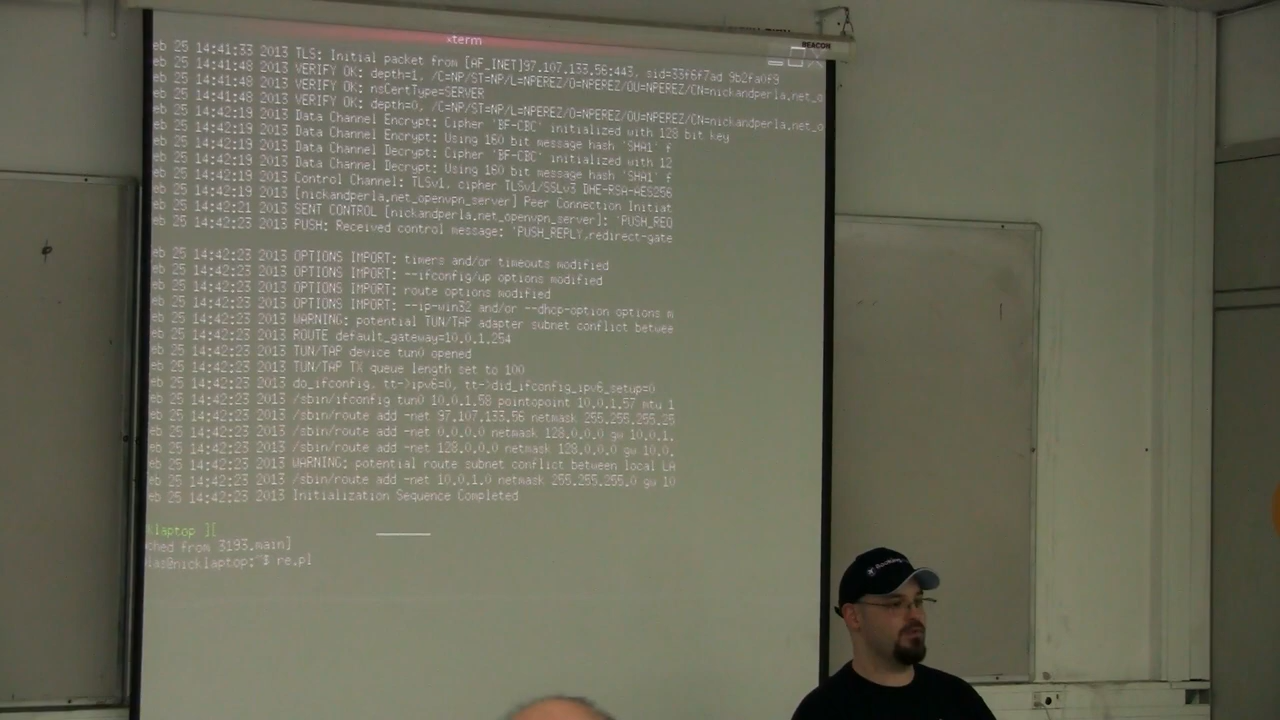 xterm
BEACON
eb 25 14:41:33 2013 TLS: Initial packet from [AF_INET]97.107.133.56:443, sid=33f6f7ad 9b2fa0f9
eb 25 14:41:48 2013 VERIFY OK: depth=1, /C=NP/ST=NP/L=NPEREZ/O=NPEREZ/OU=NPEREZ/CN=nickandperla.net_o
eb 25 14:41:48 2013 VERIFY OK: nsCertType=SERVER
eb 25 14:41:48 2013 VERIFY OK: depth=0, /C=NP/ST=NP/L=NPEREZ/O=NPEREZ/OU=NPEREZ/CN=nickandperla.net_o
eb 25 14:42:19 2013 Data Channel Encrypt: Cipher 'BF-CBC' initialized with 128 bit key
eb 25 14:42:19 2013 Data Channel Encrypt: Using 160 bit message hash 'SHA1' f
eb 25 14:42:19 2013 Data Channel Decrypt: Cipher 'BF-CBC' initialized with 12
eb 25 14:42:19 2013 Data Channel Decrypt: Using 160 bit message hash 'SHA1' f
eb 25 14:42:19 2013 Control Channel: TLSv1, cipher TLSv1/SSLv3 DHE-RSA-AES256
eb 25 14:42:19 2013 [nickandperla.net_openvpn_server] Peer Connection Initiat
eb 25 14:42:21 2013 SENT CONTROL [nickandperla.net_openvpn_server]: 'PUSH_REQ
eb 25 14:42:23 2013 PUSH: Received control message: 'PUSH_REPLY,redirect-gate
eb 25 14:42:23 2013 OPTIONS IMPORT: timers and/or timeouts modified
eb 25 14:42:23 2013 OPTIONS IMPORT: --ifconfig/up options modified
eb 25 14:42:23 2013 OPTIONS IMPORT: route options modified
eb 25 14:42:23 2013 OPTIONS IMPORT: --ip-win32 and/or --dhcp-option options m
eb 25 14:42:23 2013 WARNING: potential TUN/TAP adapter subnet conflict betwee
eb 25 14:42:23 2013 ROUTE default_gateway=10.0.1.254
eb 25 14:42:23 2013 TUN/TAP device tun0 opened
eb 25 14:42:23 2013 TUN/TAP TX queue length set to 100
eb 25 14:42:23 2013 do_ifconfig, tt->ipv6=0, tt->did_ifconfig_ipv6_setup=0
eb 25 14:42:23 2013 /sbin/ifconfig tun0 10.0.1.58 pointopoint 10.0.1.57 mtu 1
eb 25 14:42:23 2013 /sbin/route add -net 97.107.133.56 netmask 255.255.255.25
eb 25 14:42:23 2013 /sbin/route add -net 0.0.0.0 netmask 128.0.0.0 gw 10.0.1.
eb 25 14:42:23 2013 /sbin/route add -net 128.0.0.0 netmask 128.0.0.0 gw 10.0.
eb 25 14:42:23 2013 WARNING: potential route subnet conflict between local LA
eb 25 14:42:23 2013 /sbin/route add -net 10.0.1.0 netmask 255.255.255.0 gw 10
eb 25 14:42:23 2013 Initialization Sequence Completed
klaptop ][
ched from 3193.main]
as@nicklaptop:~$ re.pl